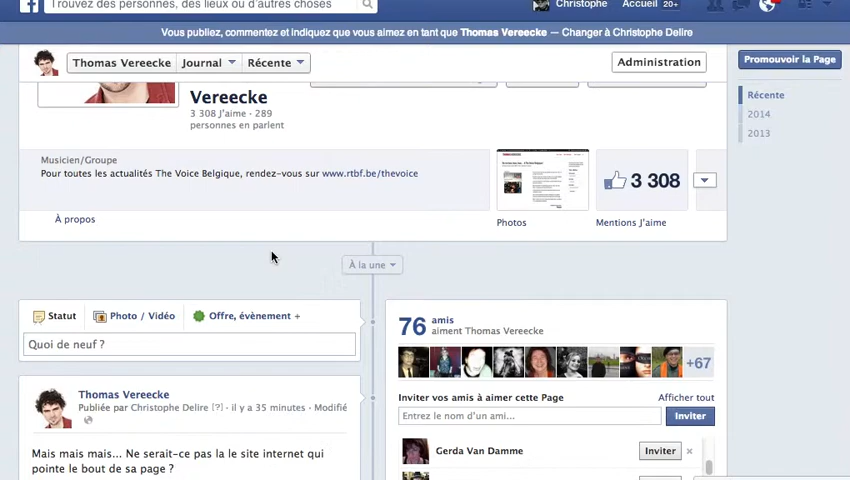 Trouvez des personnes, des lieux ou d'autres choses
Christophe
Accueil 20+
Vous publiez, commentez et indiquez que vous aimez en tant que Thomas Vereecke — Changer à Christophe Delire
Thomas Vereecke
Journal
Récente
Administration
Promouvoir la Page
Récente
2014
2013
Vereecke
3 308 J'aime · 289
personnes en parlent
Musicien/Groupe
Pour toutes les actualités The Voice Belgique, rendez-vous sur www.rtbf.be/thevoice
À propos
Photos
3 308
Mentions J'aime
À la une
Statut
Photo / Vidéo
Offre, évènement +
Quoi de neuf ?
Thomas Vereecke
Publiée par Christophe Delire [?] · il y a 35 minutes · Modifié
Mais mais mais... Ne serait-ce pas la le site internet qui
pointe le bout de sa page ?
76 amis
aiment Thomas Vereecke
+67
Inviter vos amis à aimer cette Page
Afficher tout
Entrez le nom d'un ami...
Inviter
Gerda Van Damme
Inviter